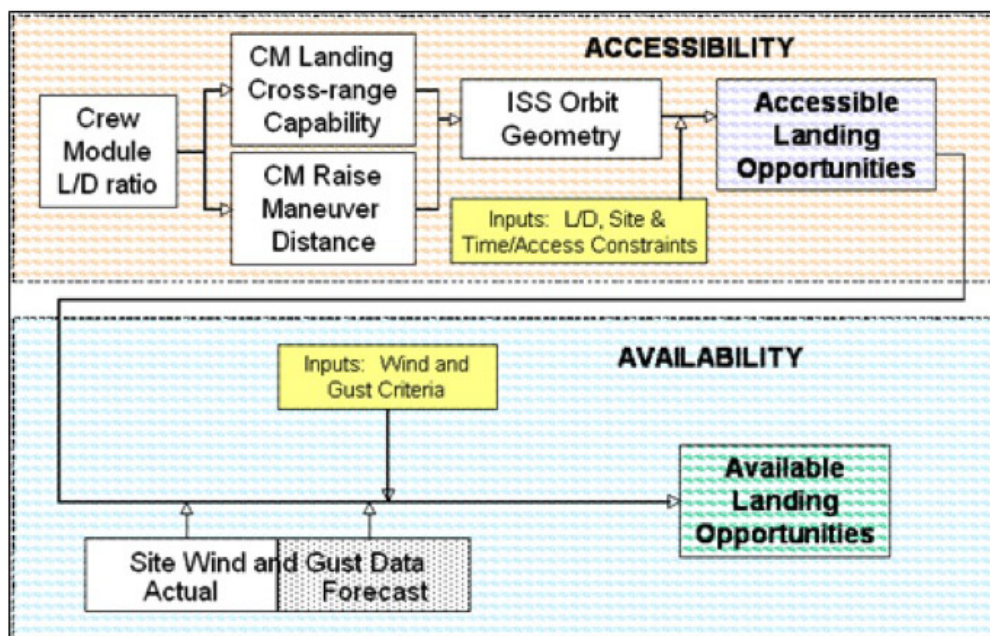 ACCESSIBILITY
Crew
Module
L/D ratio
CM Landing
Cross-range
Capability
CM Raise
Maneuver
Distance
ISS Orbit
Geometry
Inputs: L/D, Site &
Time/Access Constraints
Accessible
Landing
Opportunities
AVAILABILITY
Inputs: Wind and
Gust Criteria
Site Wind and Gust Data
Actual Forecast
Available
Landing
Opportunities